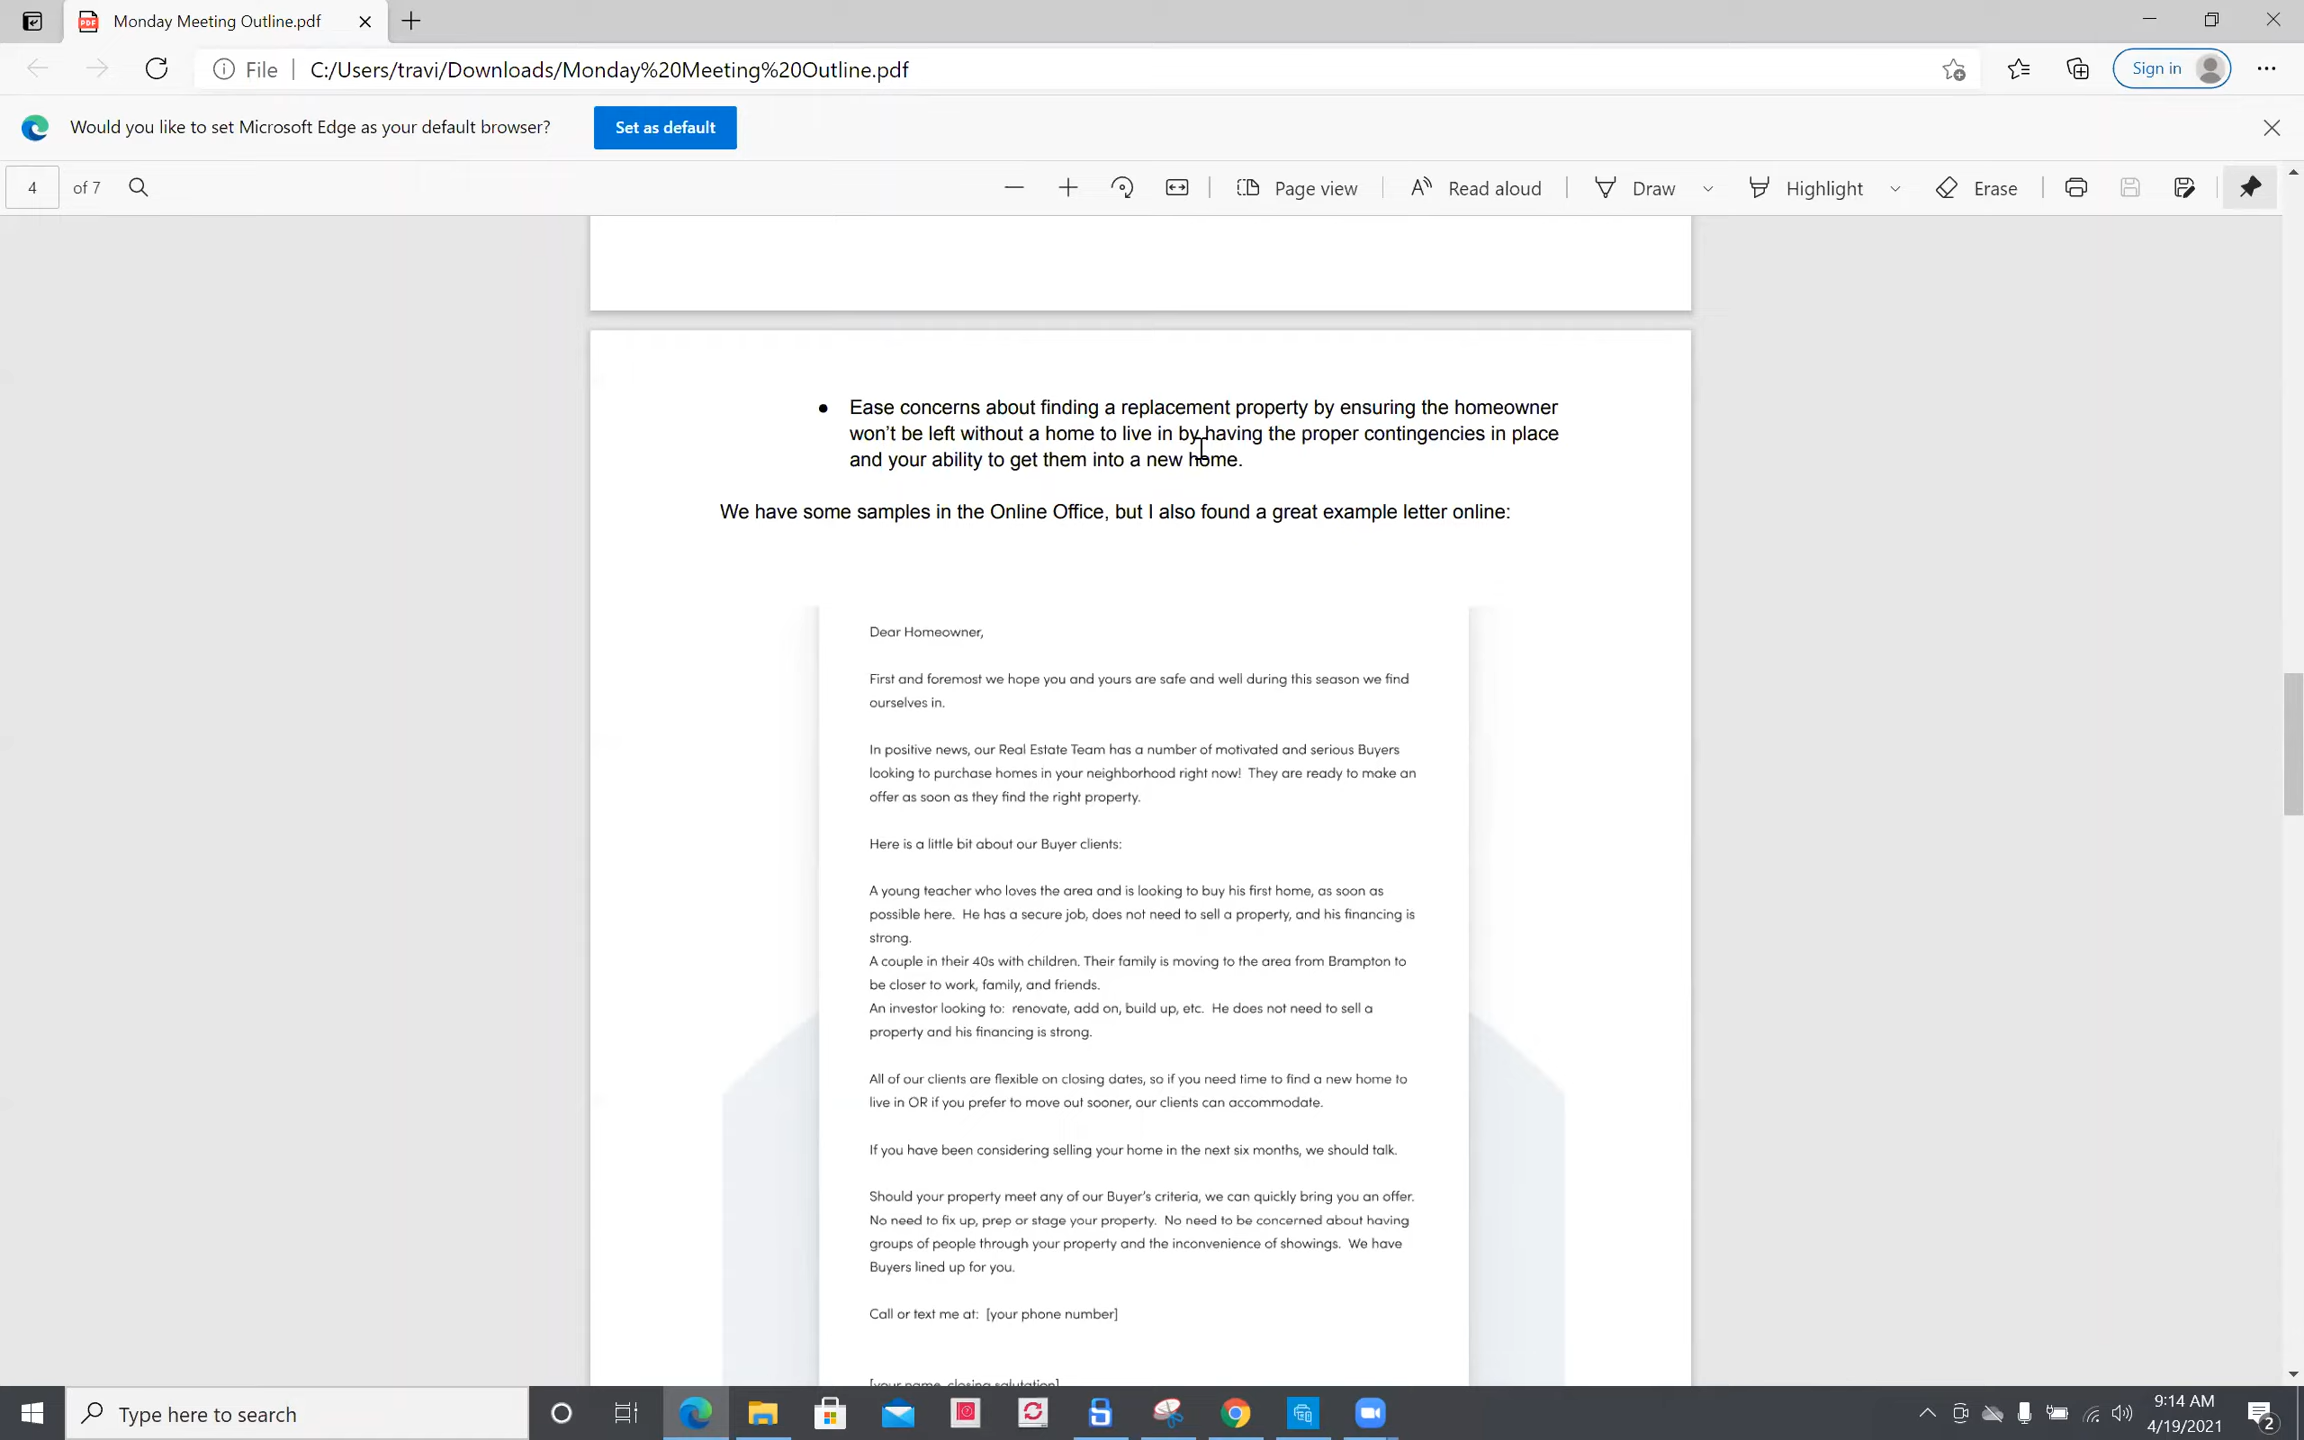 Monday Meeting Outline.pdf
File
C:/Users/travi/Downloads/Monday%20Meeting%20Outline.pdf
Sign in
Would you like to set Microsoft Edge as your default browser?
Set as default
4 of 7
Page view
Read aloud
Draw
Highlight
Erase
● Ease concerns about finding a replacement property by ensuring the homeowner
won’t be left without a home to live in by having the proper contingencies in place
and your ability to get them into a new home.
We have some samples in the Online Office, but I also found a great example letter online:
Dear Homeowner,
First and foremost we hope you and yours are safe and well during this season we find
ourselves in.
In positive news, our Real Estate Team has a number of motivated and serious Buyers
looking to purchase homes in your neighborhood right now! They are ready to make an
offer as soon as they find the right property.
Here is a little bit about our Buyer clients:
A young teacher who loves the area and is looking to buy his first home, as soon as
possible here. He has a secure job, does not need to sell a property, and his financing is
strong.
A couple in their 40s with children. Their family is moving to the area from Brampton to
be closer to work, family, and friends.
An investor looking to: renovate, add on, build up, etc. He does not need to sell a
property and his financing is strong.
All of our clients are flexible on closing dates, so if you need time to find a new home to
live in OR if you prefer to move out sooner, our clients can accommodate.
If you have been considering selling your home in the next six months, we should talk.
Should your property meet any of our Buyer’s criteria, we can quickly bring you an offer.
No need to fix up, prep or stage your property. No need to be concerned about having
groups of people through your property and the inconvenience of showings. We have
Buyers lined up for you.
Call or text me at: [your phone number]
[your name, closing salutation]
Type here to search
9:14 AM
4/19/2021
2